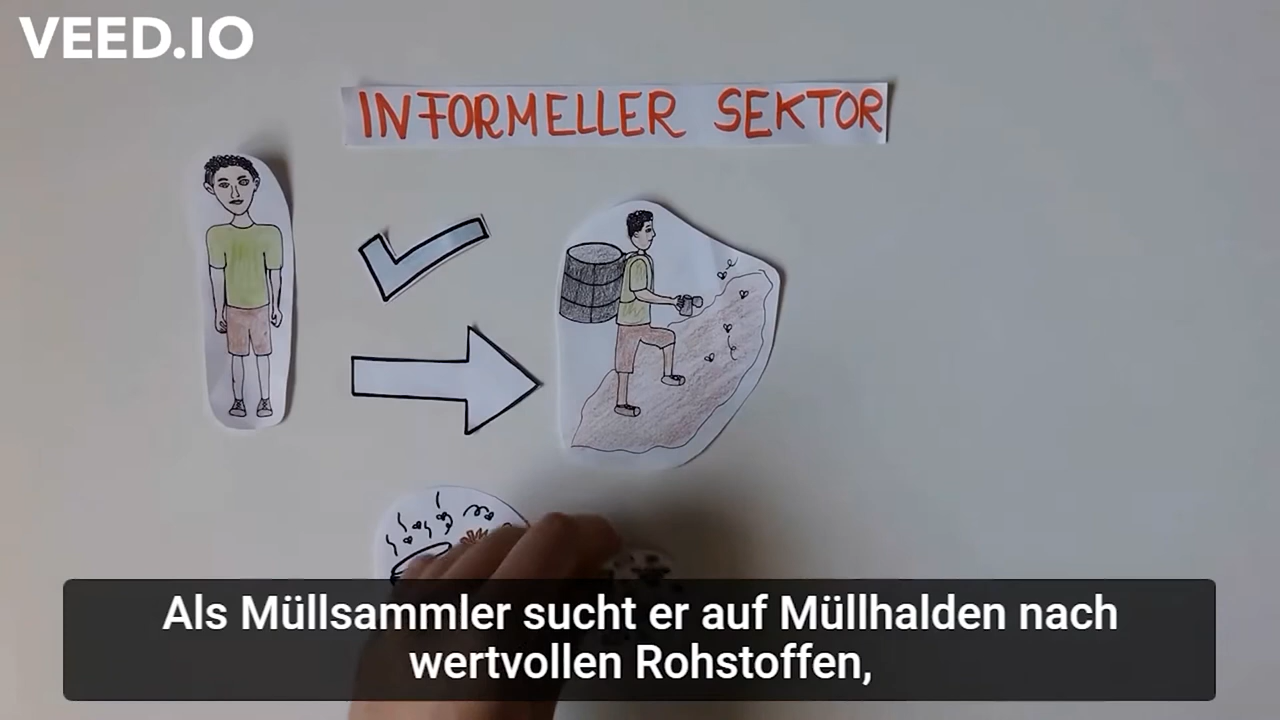 VEED.IO
INFORMELLER SEKTOR
Als Müllsammler sucht er auf Müllhalden nach
wertvollen Rohstoffen,